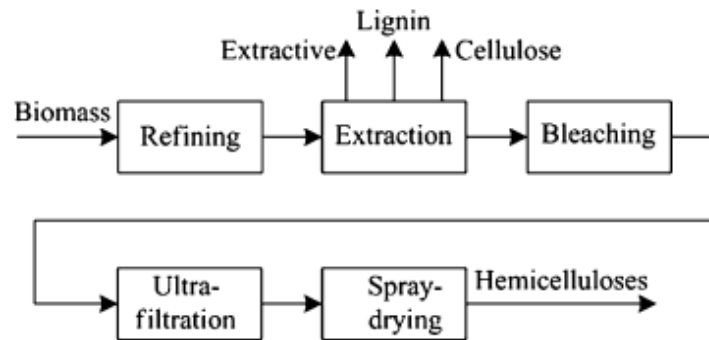 Lignin
Extractive
Cellulose
Biomass
Refining
Extraction
Bleaching
Ultra-
filtration
Spray-
drying
Hemicelluloses